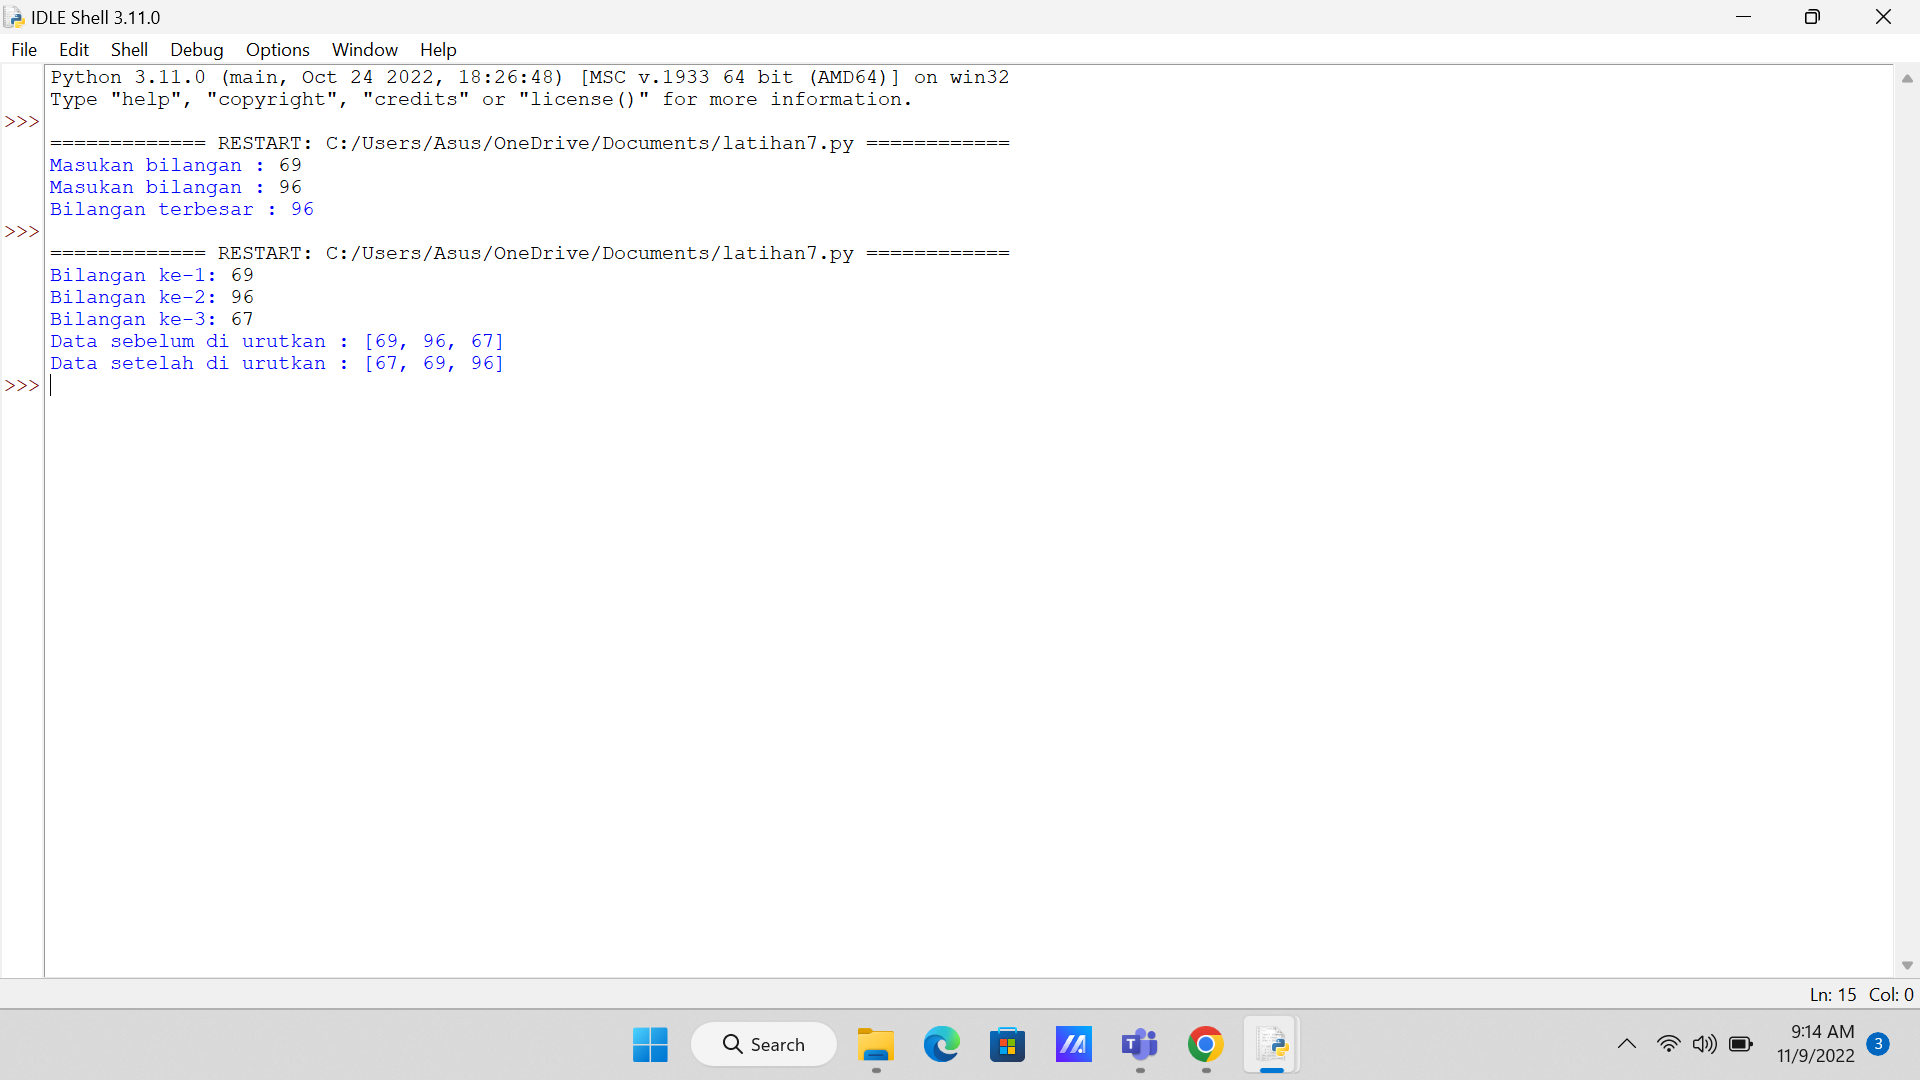 IDLE Shell 3.11.0
File Edit Shell Debug Options Window Help
Python 3.11.0 (main, Oct 24 2022, 18:26:48) [MSC v.1933 64 bit (AMD64)] on win32
Type "help", "copyright", "credits" or "license()" for more information.
>>>
============= RESTART: C:/Users/Asus/OneDrive/Documents/latihan7.py ============
Masukan bilangan : 69
Masukan bilangan : 96
Bilangan terbesar : 96
>>>
============= RESTART: C:/Users/Asus/OneDrive/Documents/latihan7.py ============
Bilangan ke-1: 69
Bilangan ke-2: 96
Bilangan ke-3: 67
Data sebelum di urutkan : [69, 96, 67]
Data setelah di urutkan : [67, 69, 96]
>>>
Ln: 15 Col: 0
Search
9:14 AM
11/9/2022
3